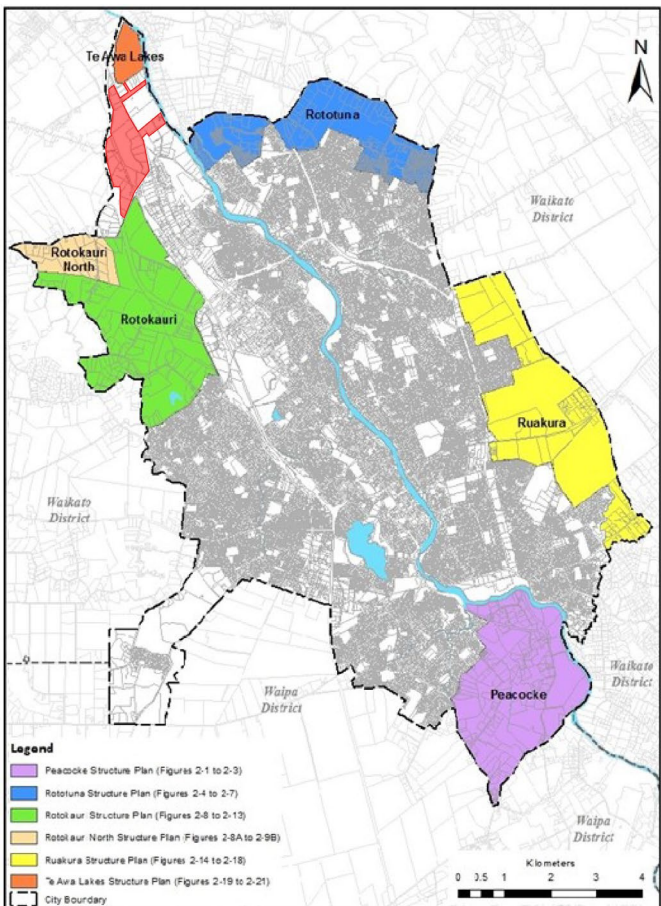 Te Awa Lakes
N
Rototuna
Waikato
District
Rotokauri
North
Rotokauri
Ruakura
Waikato
District
Waikato
District
Waipa
District
Peacocke
Waipa
District
Legend
Peacocke Structure Plan (Figures 2-1 to 2-3)
Rototuna Structure Plan (Figures 2-4 to 2-7)
Rotokaur Structure Plan (Figures 2-8 to 2-13)
Rotokaur North Structure Plan (Figures 2-8A to 2-9B)
Ruakura Structure Plan (Figures 2-14 to 2-18)
Te Awa Lakes Structure Plan (Figures 2-19 to 2-21)
City Boundary
Kilometers
0 0.5 1 2 3 4